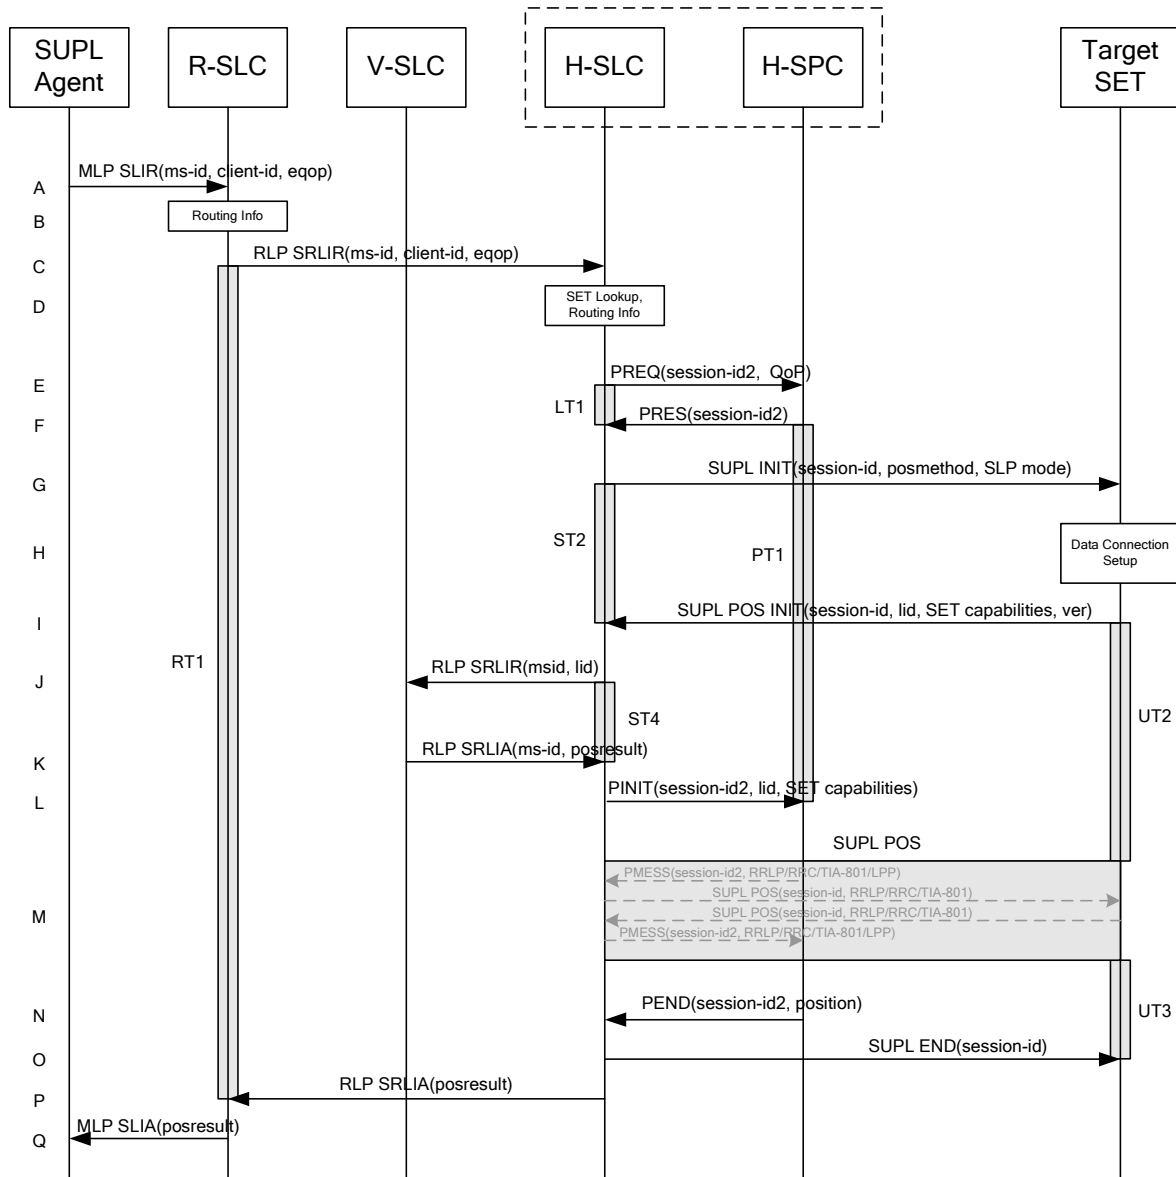 SUPL
Agent
R-SLC
V-SLC
H-SLC
H-SPC
Target
SET
A
MLP SLIR(ms-id, client-id, eqop)
B
Routing Info
C
RLP SRLIR(ms-id, client-id, eqop)
D
SET Lookup,
Routing Info
E
PREQ(session-id2,  QoP)
LT1
F
PRES(session-id2)
G
SUPL INIT(session-id, posmethod, SLP mode)
H
ST2
PT1
Data Connection
Setup
I
SUPL POS INIT(session-id, lid, SET capabilities, ver)
RT1
J
RLP SRLIR(msid, lid)
ST4
UT2
K
RLP SRLIA(ms-id, posresult)
L
PINIT(session-id2, lid, SET capabilities)
SUPL POS
PMESS(session-id2, RRLP/RRC/TIA-801/LPP)
SUPL POS(session-id, RRLP/RRC/TIA-801)
M
SUPL POS(session-id, RRLP/RRC/TIA-801)
PMESS(session-id2, RRLP/RRC/TIA-801/LPP)
N
PEND(session-id2, position)
UT3
O
SUPL END(session-id)
P
RLP SRLIA(posresult)
Q
MLP SLIA(posresult)